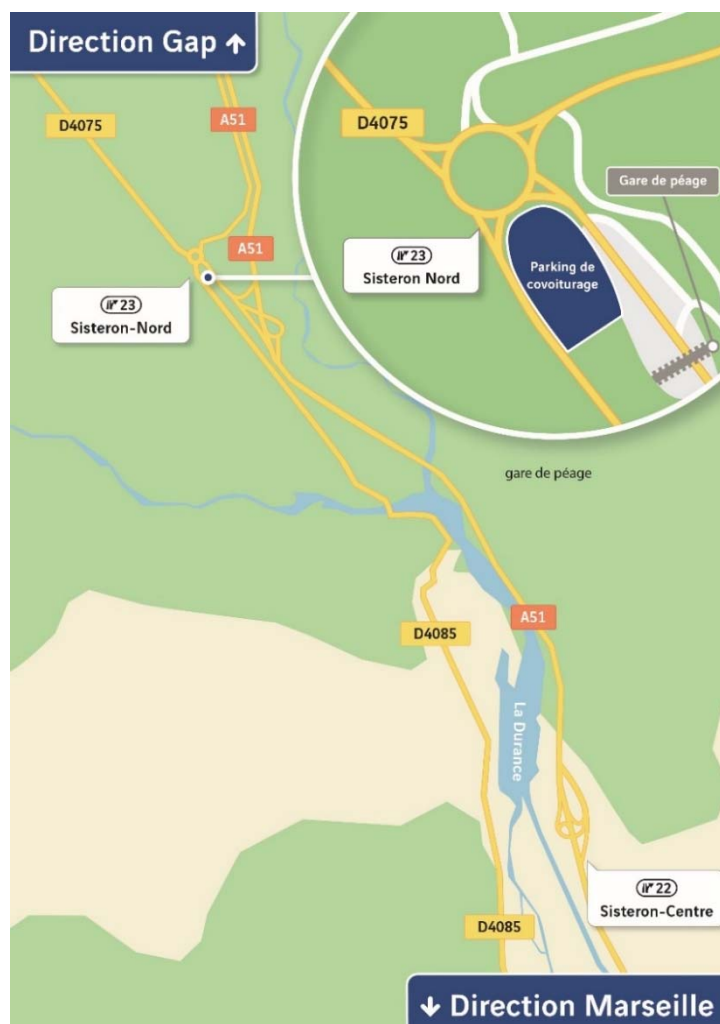 Direction Gap ↑
D4075
A51
D4075
Gare de péage
A51
23
Sisteron Nord
Parking de
covoiturage
23
Sisteron-Nord
gare de péage
A51
D4085
La Durance
22
Sisteron-Centre
D4085
↓ Direction Marseille